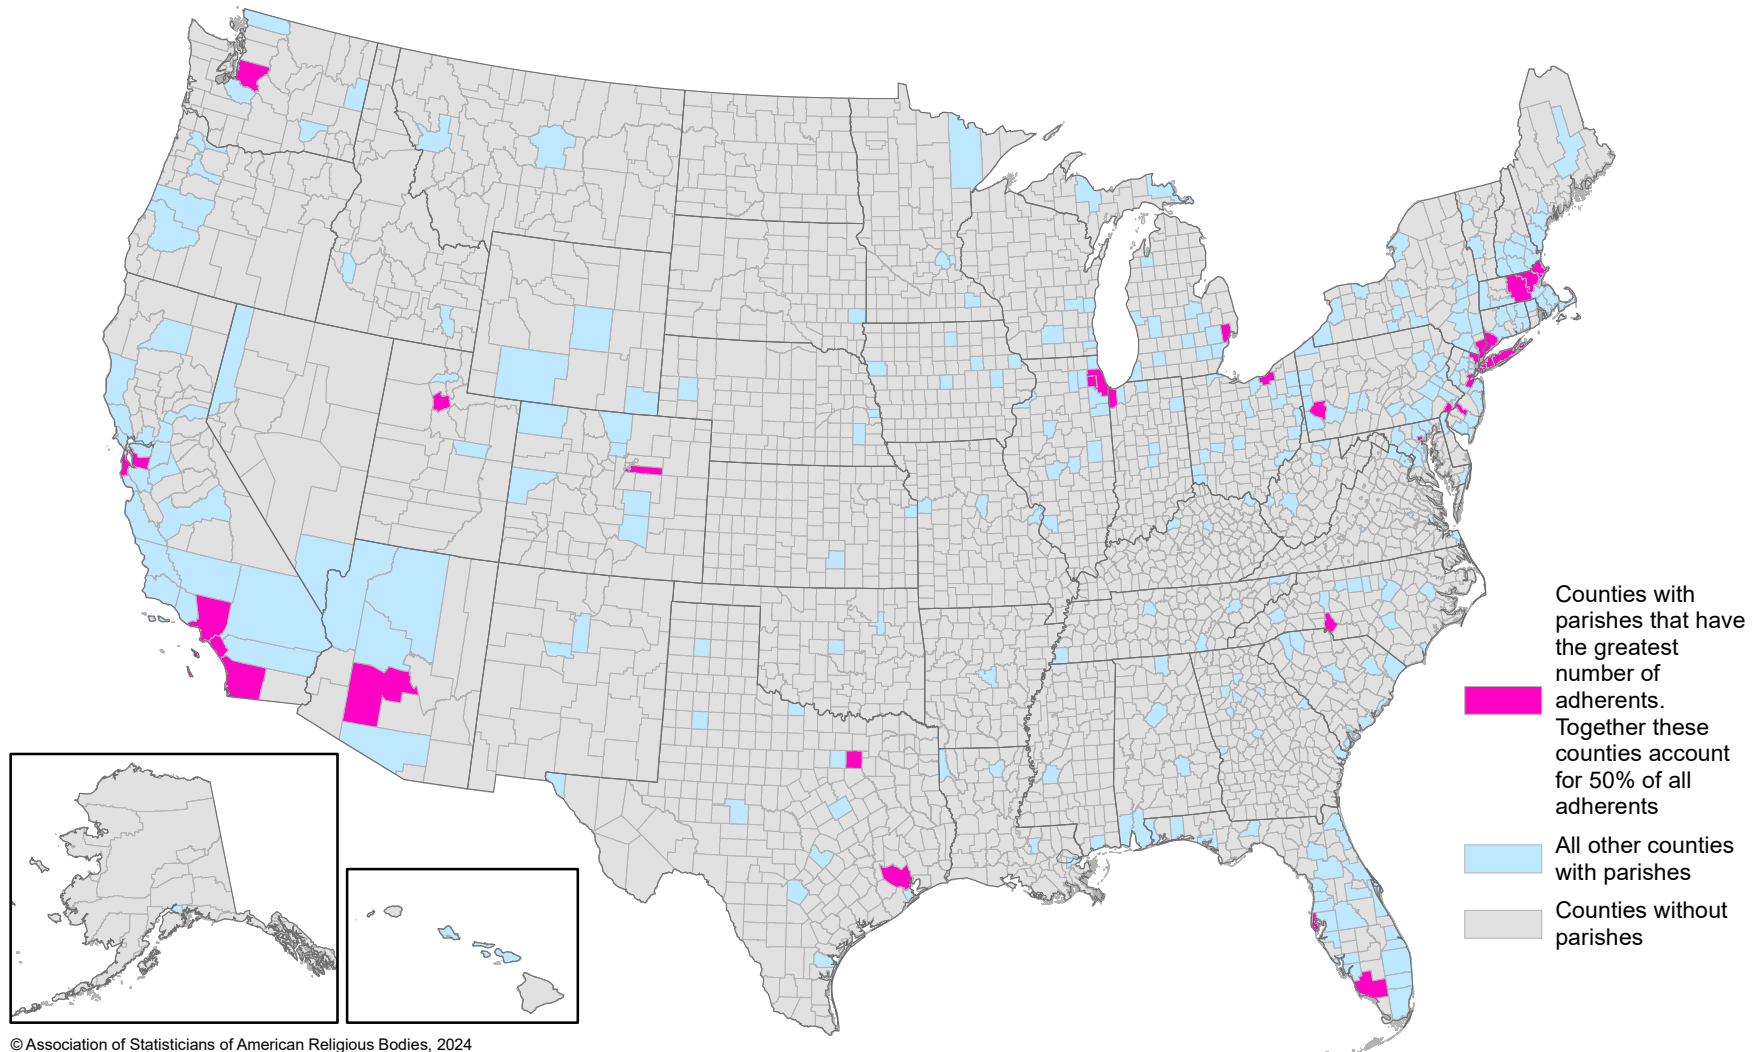 Counties with
parishes that have
the greatest
number of
adherents.
Together these
counties account
for 50% of all
adherents
All other counties
with parishes
Counties without
parishes
© Association of Statisticians of American Religious Bodies, 2024